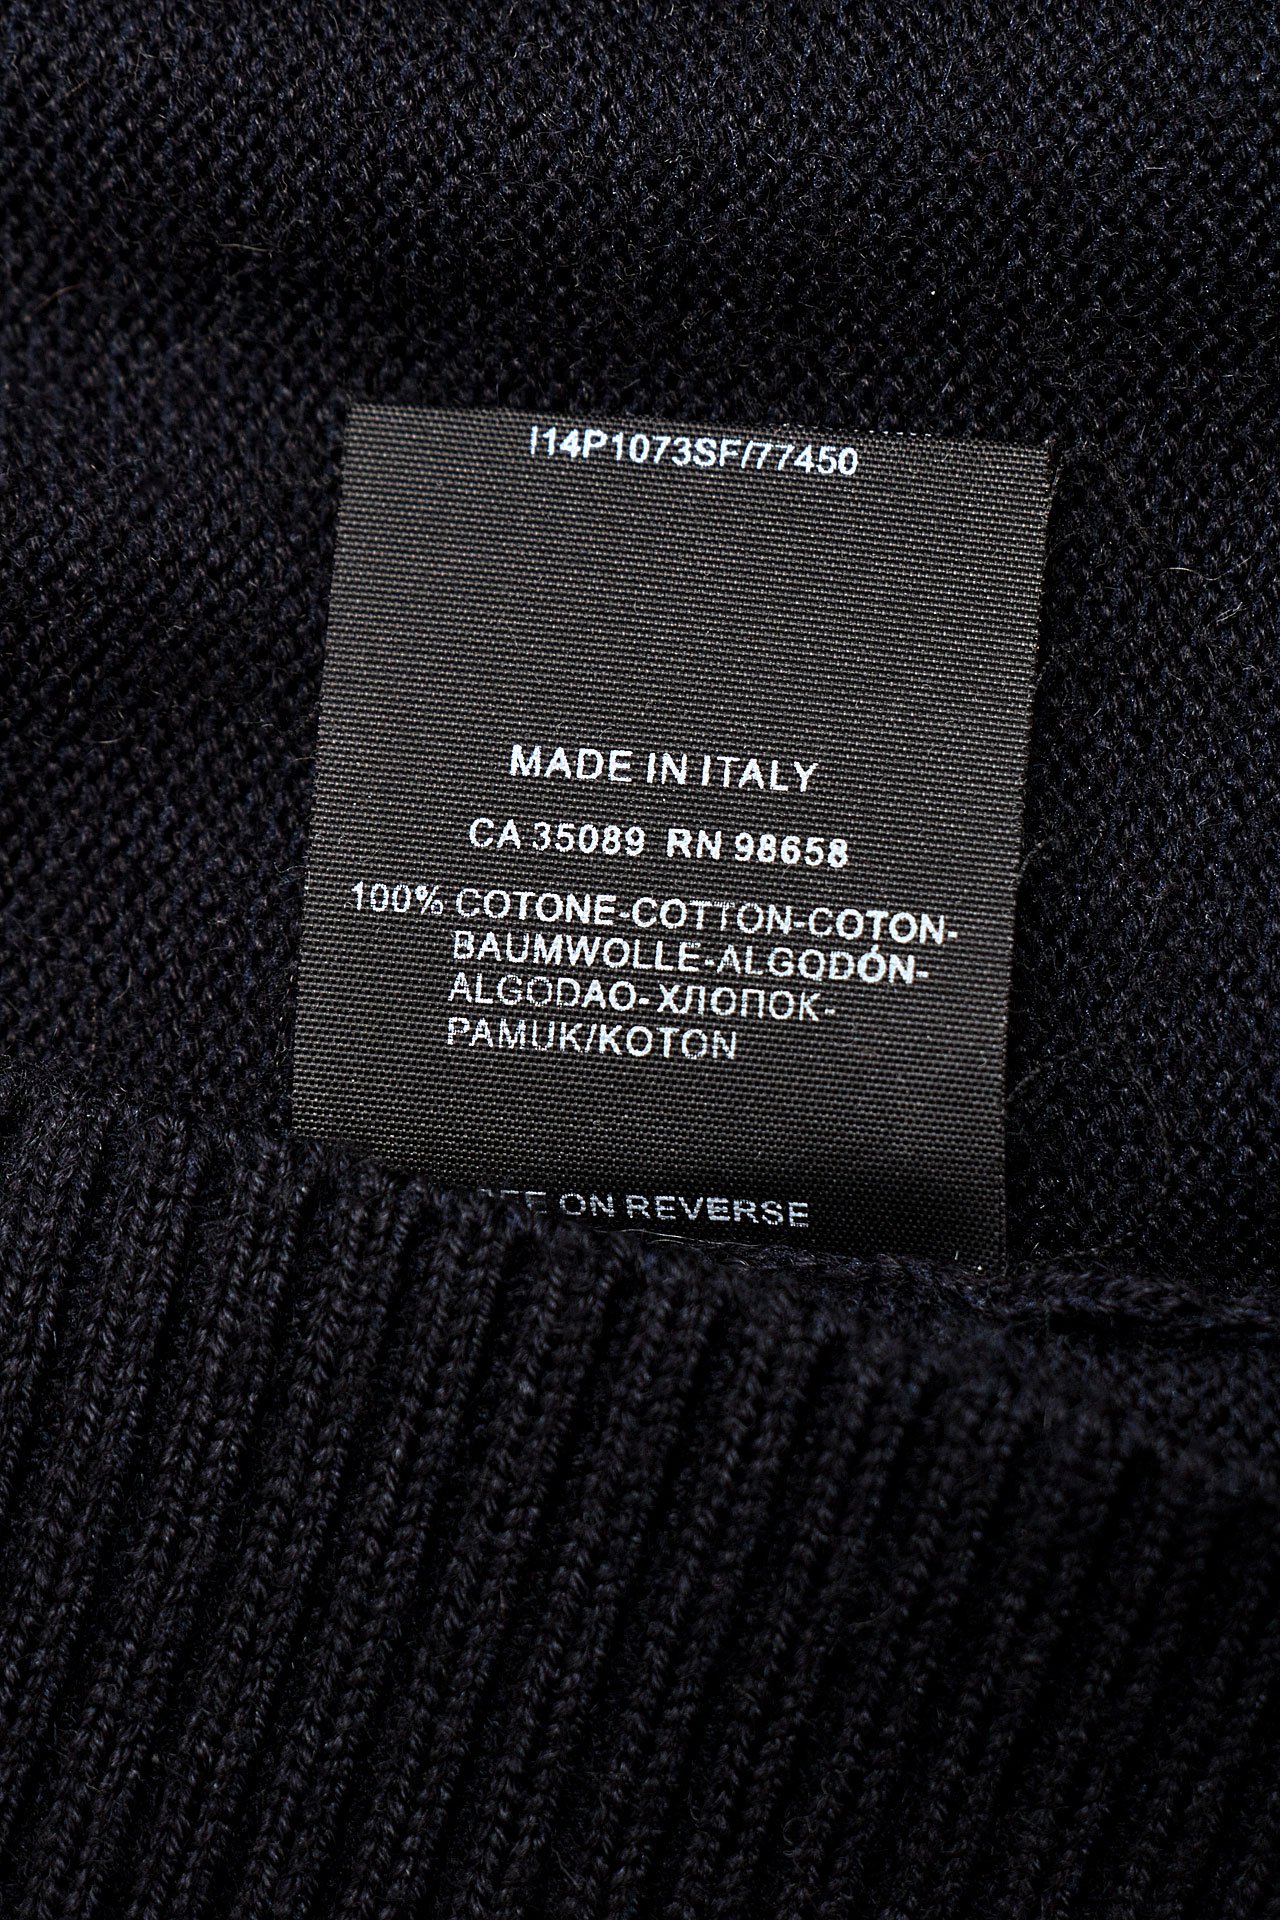 I14P1073SF/77450
MADE IN ITALY
CA 35089 RN 98658
100% COTONE-COTTON-COTON-
BAUMWOLLE-ALGODÓN-
ALGODAO-ХЛОПОК-
PAMUK/KOTON
ON REVERSE